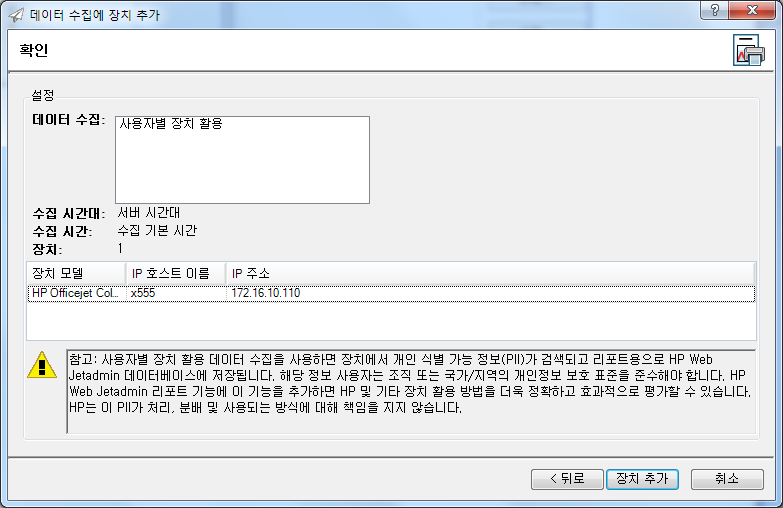 데이터 수집에 장치 추가
확인
설정
데이터 수집: 사용자별 장치 활용
수집 시간대: 서버 시간대
수집 시간: 수집 기본 시간
장치: 1
장치 모델 IP 호스트 이름 IP 주소
HP Officejet Col... x555 172.16.10.110
참고: 사용자별 장치 활용 데이터 수집을 사용하면 장치에서 개인 식별 가능 정보(PII)가 검색되고 리포트용으로 HP Web
Jetadmin 데이터베이스에 저장됩니다. 해당 정보 사용자는 조직 또는 국가/지역의 개인정보 보호 표준을 준수해야 합니다. HP
Web Jetadmin 리포트 기능에 이 기능을 추가하면 HP 및 기타 장치 활용 방법을 더욱 정확하고 효과적으로 평가할 수 있습니다.
HP는 이 PII가 처리, 분배 및 사용되는 방식에 대해 책임을 지지 않습니다.
< 뒤로 장치 추가 취소